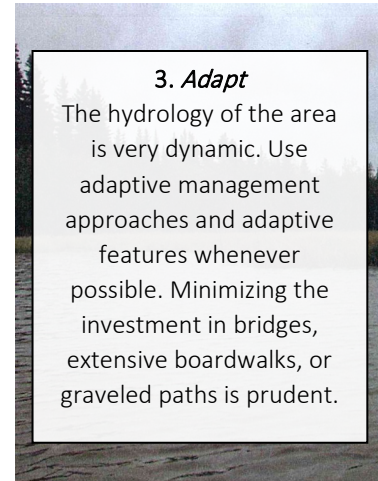 3. Adapt
The hydrology of the area
is very dynamic. Use
adaptive management
approaches and adaptive
features whenever
possible. Minimizing the
investment in bridges,
extensive boardwalks, or
graveled paths is prudent.